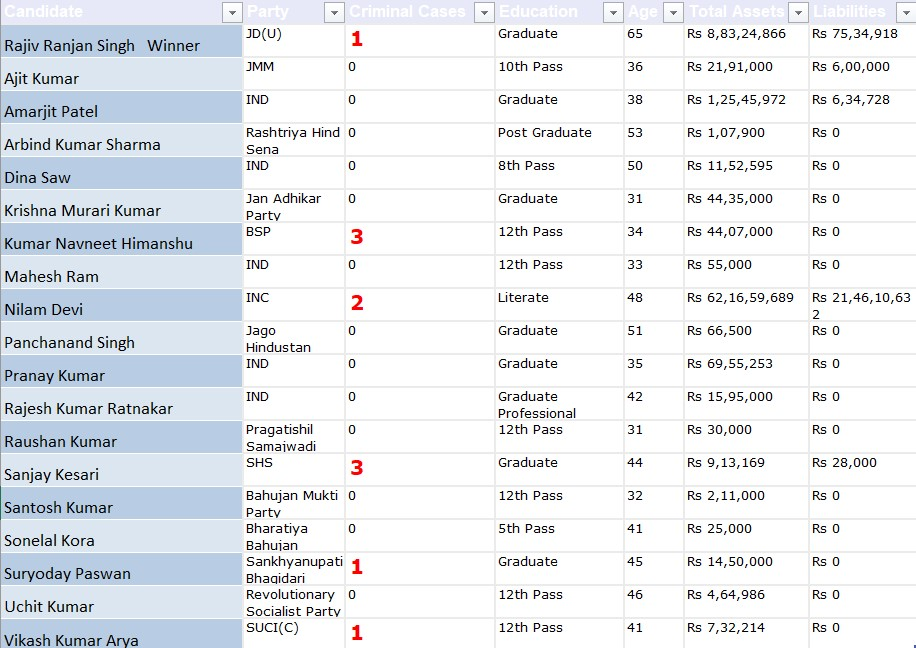 Candidate Party Criminal Cases Education Age Total Assets Liabilities
Rajiv Ranjan Singh Winner JD(U) 1 Graduate 65 Rs 8,83,24,866 Rs 75,34,918
Ajit Kumar JMM 0 10th Pass 36 Rs 21,91,000 Rs 6,00,000
Amarjit Patel IND 0 Graduate 38 Rs 1,25,45,972 Rs 6,34,728
Arbind Kumar Sharma Rashtriya Hind 0 Post Graduate 53 Rs 1,07,900 Rs 0
Sena
Dina Saw IND 0 8th Pass 50 Rs 11,52,595 Rs 0
Krishna Murari Kumar Jan Adhikar 0 Graduate 31 Rs 44,35,000 Rs 0
Party
Kumar Navneet Himanshu BSP 3 12th Pass 34 Rs 44,07,000 Rs 0
Mahesh Ram IND 0 12th Pass 33 Rs 55,000 Rs 0
Nilam Devi INC 2 Literate 48 Rs 62,16,59,689 Rs 21,46,10,63
2
Panchanand Singh Jago 0 Graduate 51 Rs 66,500 Rs 0
Hindustan
Pranay Kumar IND 0 Graduate 35 Rs 69,55,253 Rs 0
Rajesh Kumar Ratnakar IND 0 Graduate 42 Rs 15,95,000 Rs 0
Professional
Raushan Kumar Pragatishil 0 12th Pass 31 Rs 30,000 Rs 0
Samajwadi
Sanjay Kesari SHS 3 Graduate 44 Rs 9,13,169 Rs 28,000
Santosh Kumar Bahujan Mukti 0 12th Pass 32 Rs 2,11,000 Rs 0
Party
Sonelal Kora Bharatiya 0 5th Pass 41 Rs 25,000 Rs 0
Bahujan
Suryoday Paswan Sankhyanupati 1 Graduate 45 Rs 14,50,000 Rs 0
Bhagidari
Uchit Kumar Revolutionary 0 12th Pass 46 Rs 4,64,986 Rs 0
Socialist Party
Vikash Kumar Arya SUCI(C) 1 12th Pass 41 Rs 7,32,214 Rs 0